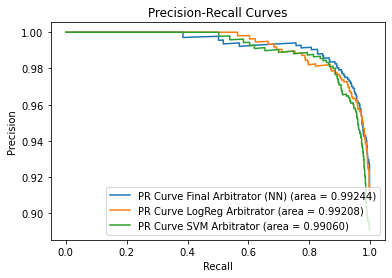 Precision-Recall Curves
1.00
0.98
0.96
0.94
0.92
0.90
Precision
PR Curve Final Arbitrator (NN) (area = 0.99244)
PR Curve LogReg Arbitrator (area = 0.99208)
PR Curve SVM Arbitrator (area = 0.99060)
0.0 0.2 0.4 0.6 0.8 1.0
Recall